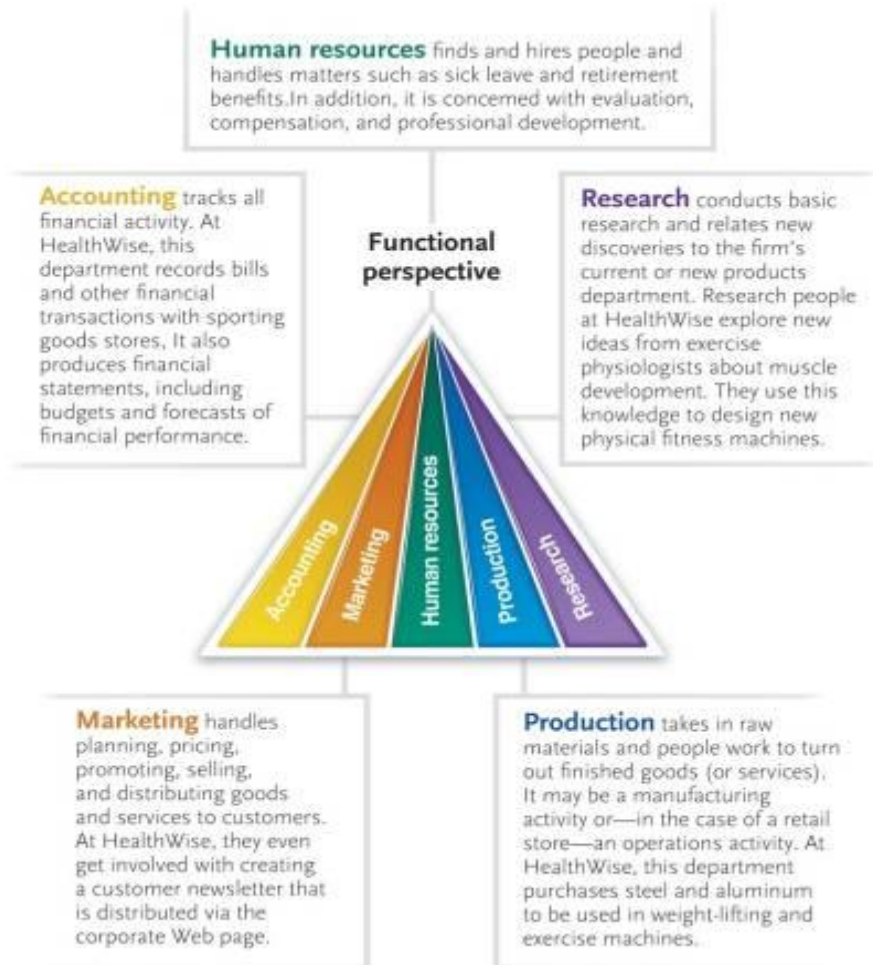 Human resources finds and hires people and
handles matters such as sick leave and retirement
benefits.In addition, it is concerned with evaluation,
compensation, and professional development.
Accounting tracks all
financial activity. At
HealthWise, this
department records bills
and other financial
transactions with sporting
goods stores, It also
produces financial
statements, including
budgets and forecasts of
financial performance.
Functional
perspective
Research conducts basic
research and relates new
discoveries to the firm's
current or new products
department. Research people
at HealthWise explore new
ideas from exercise
physiologists about muscle
development. They use this
knowledge to design new
physical fitness machines.
Accounting
Marketing
Human resources
Production
Research
Marketing handles
planning, pricing,
promoting, selling,
and distributing goods
and services to customers.
At HealthWise, they even
get involved with creating
a customer newsletter that
is distributed via the
corporate Web page.
Production takes in raw
materials and people work to turn
out finished goods (or services).
It may be a manufacturing
activity or—in the case of a retail
store—an operations activity. At
HealthWise, this department
purchases steel and aluminum
to be used in weight-lifting and
exercise machines.